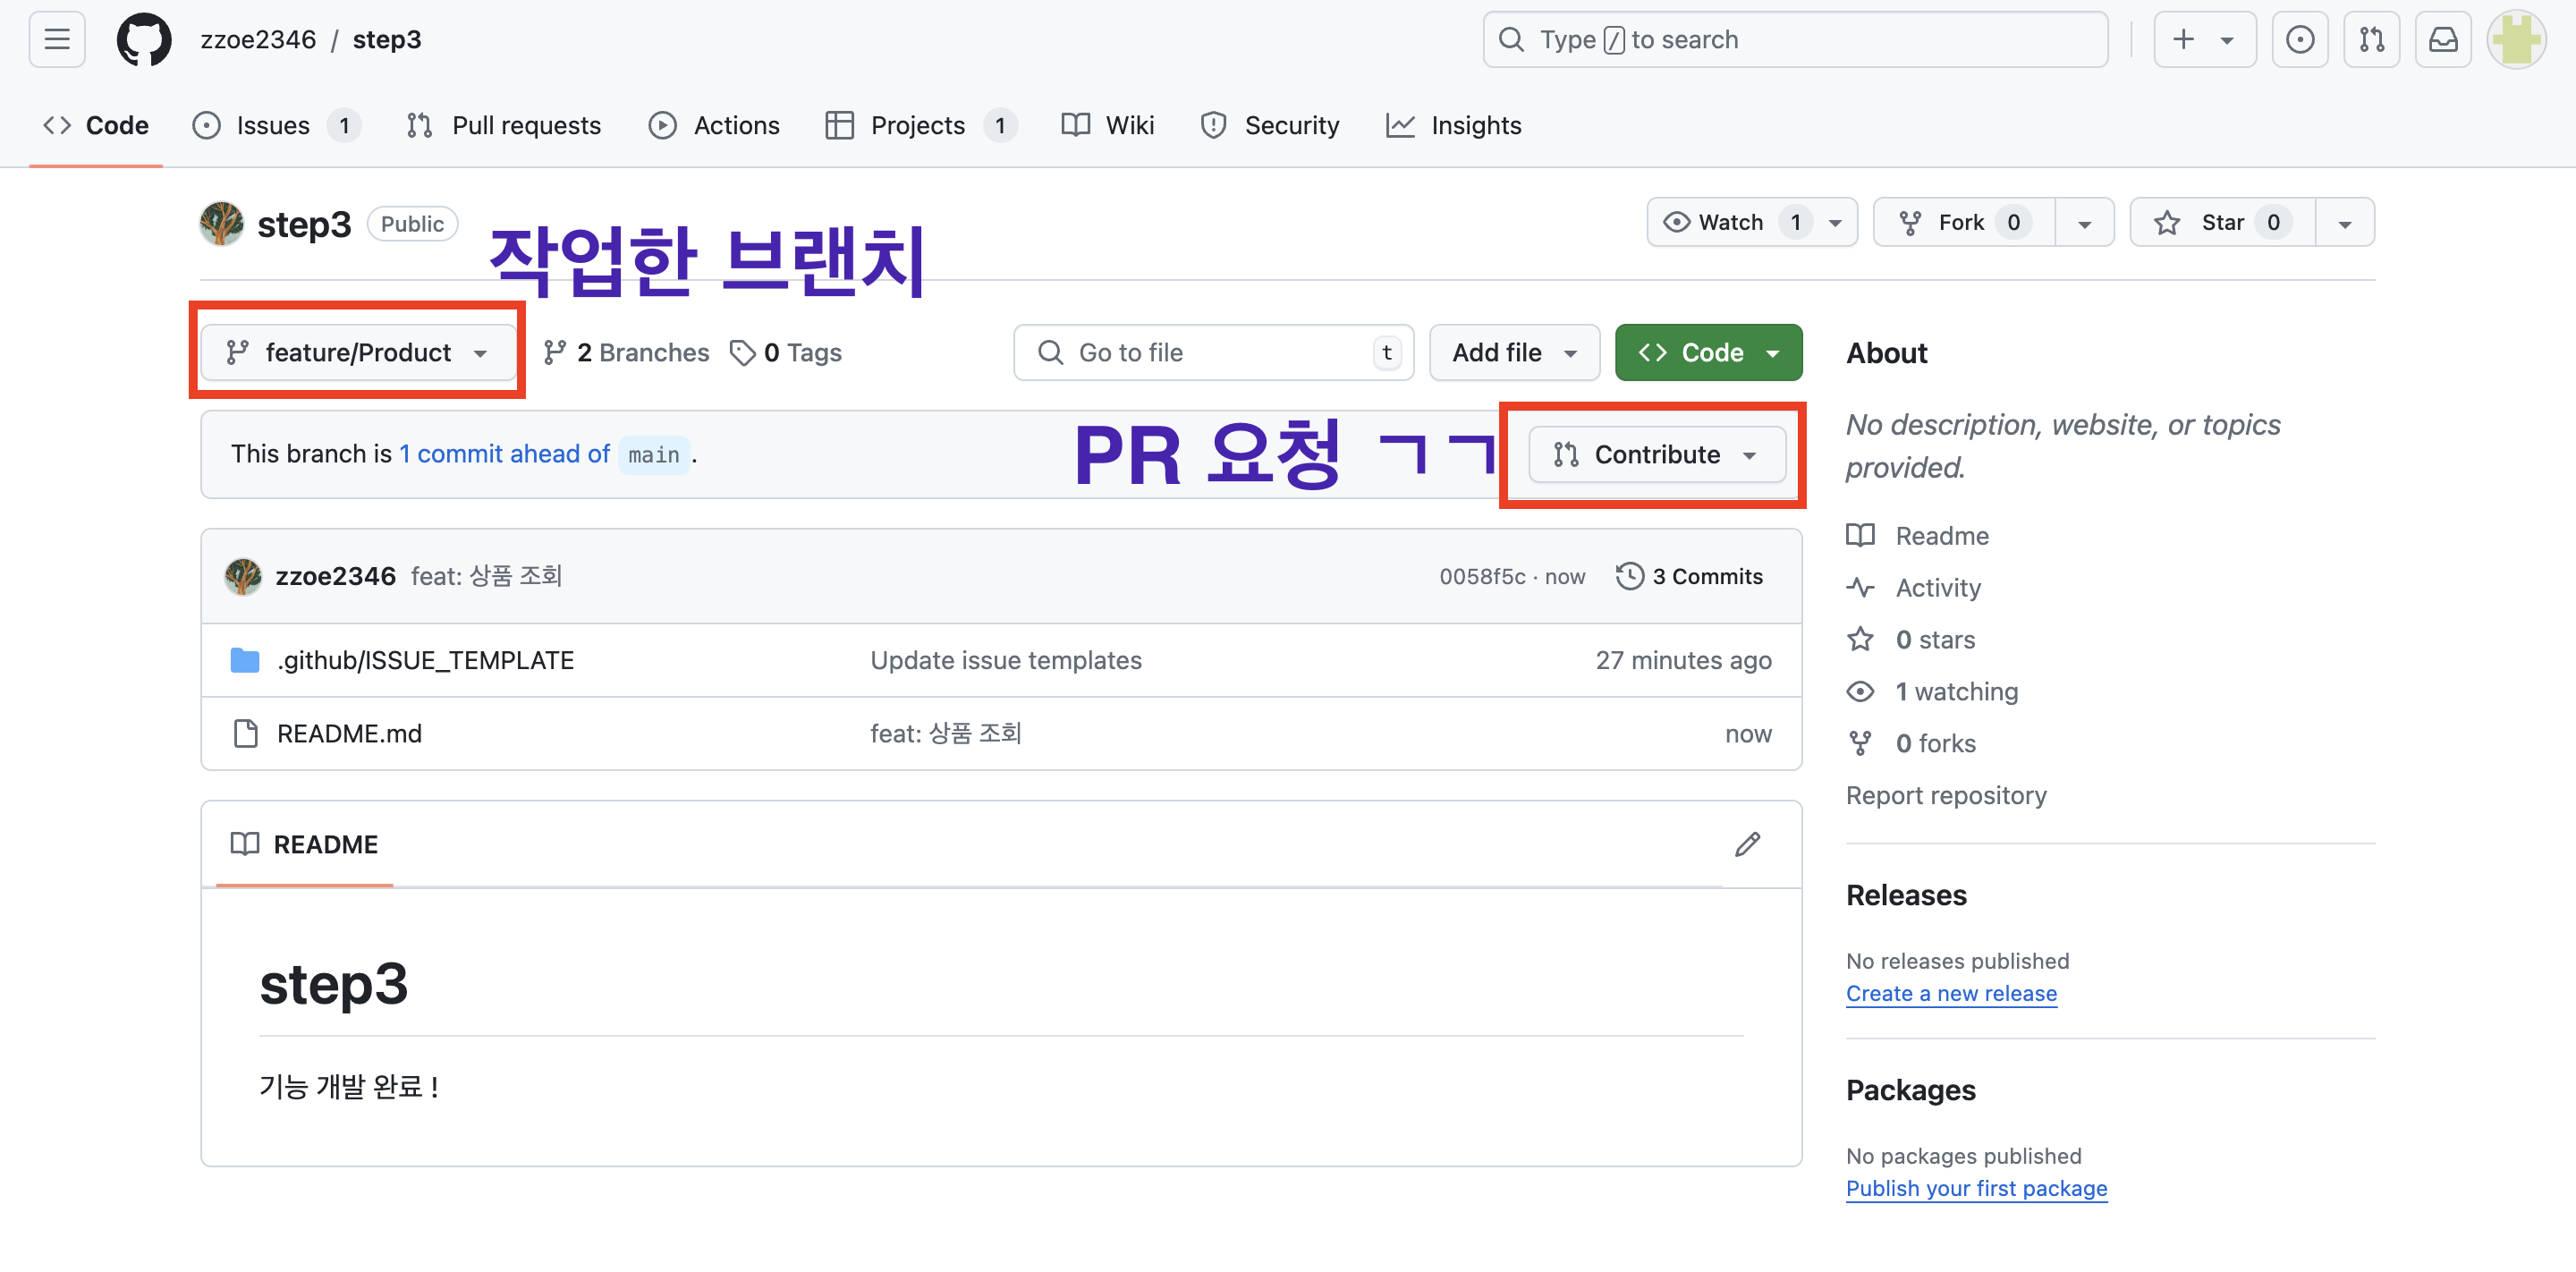 zzoe2346 / step3
Type / to search
Code
Issues 1
Pull requests
Actions
Projects 1
Wiki
Security
Insights
step3 Public
작업한 브랜치
Watch 1
Fork 0
Star 0
feature/Product
2 Branches
0 Tags
Go to file t
Add file
Code
This branch is 1 commit ahead of main .
PR 요청 ㄱㄱ
Contribute
zzoe2346 feat: 상품 조회 0058f5c · now 3 Commits
.github/ISSUE_TEMPLATE Update issue templates 27 minutes ago
README.md feat: 상품 조회 now
README
step3
기능 개발 완료 !
About
No description, website, or topics
provided.
Readme
Activity
0 stars
1 watching
0 forks
Report repository
Releases
No releases published
Create a new release
Packages
No packages published
Publish your first package